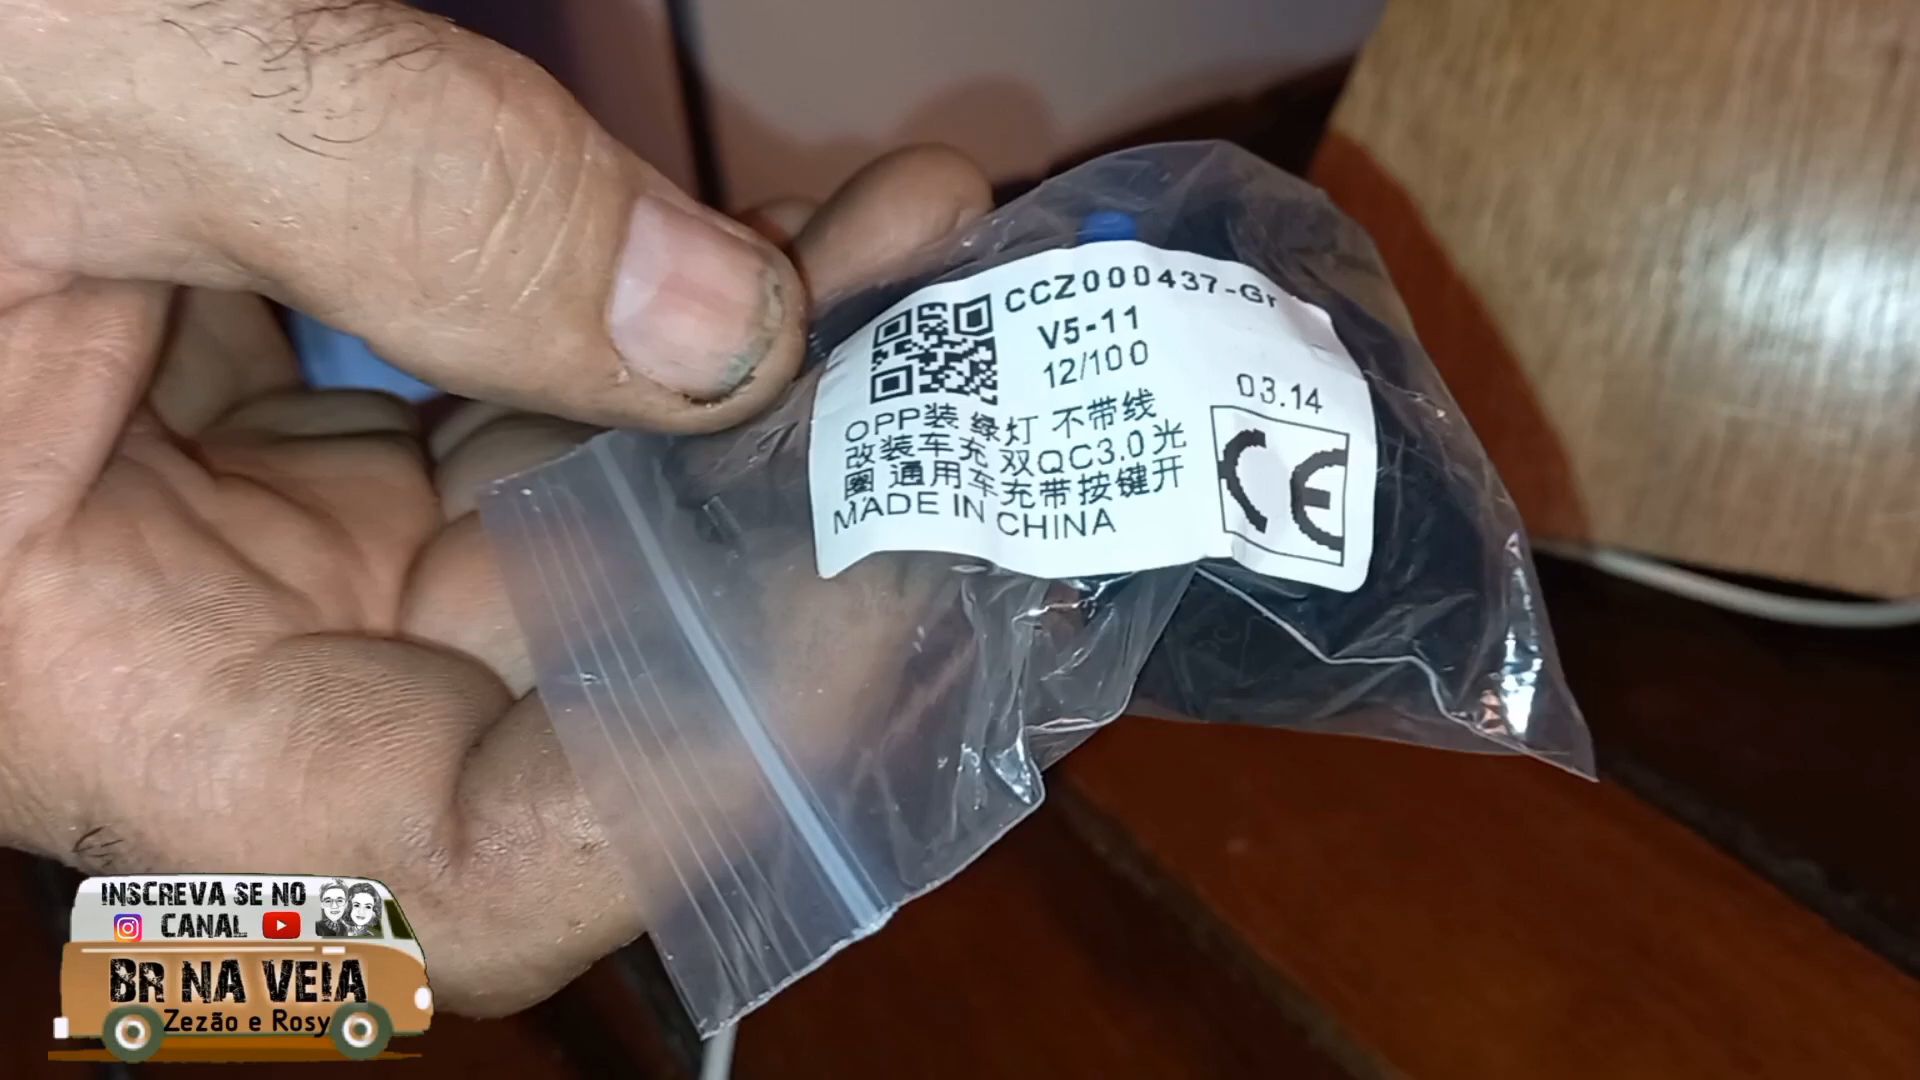 CCZ000437-Gr
V5-11
12/100
03.14
OPP装 绿灯 不带线
改装车充 双QC3.0光
圈 通用车充带按键开
MADE IN CHINA
CE
INSCREVA SE NO
CANAL
BR NA VEIA
Zezão e Rosy